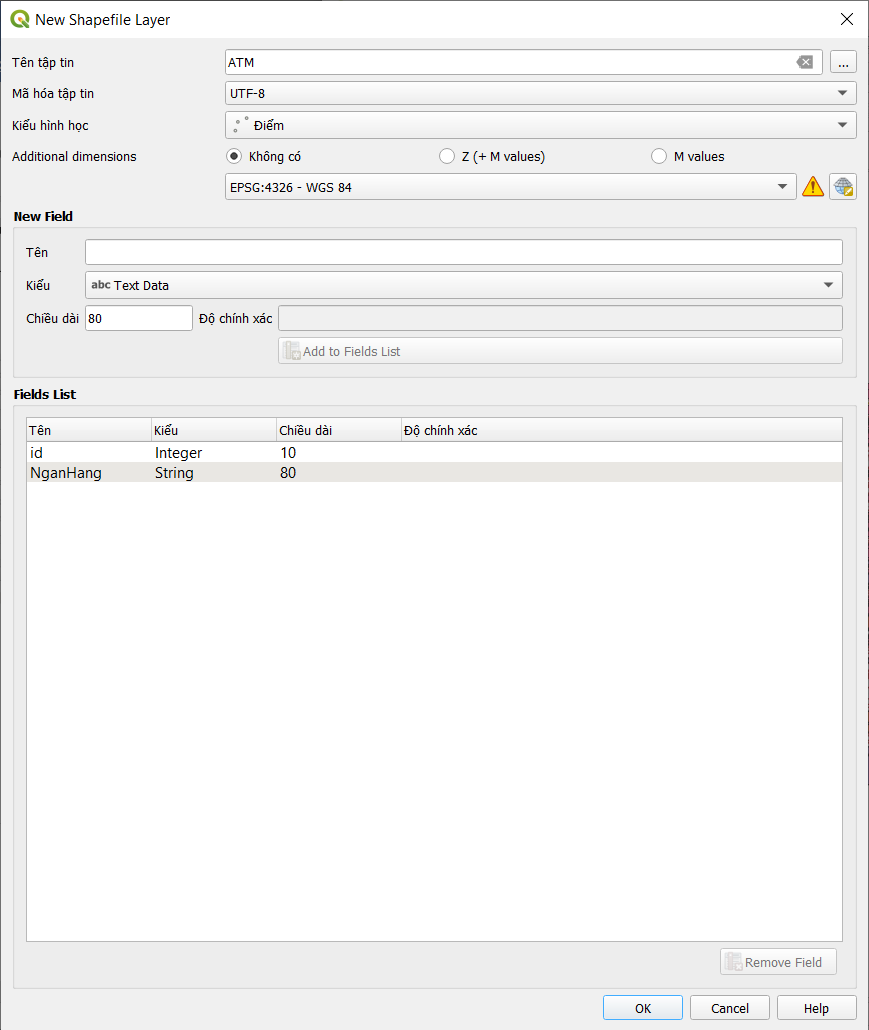 New Shapefile Layer
Tên tập tin ATM ...
Mã hóa tập tin UTF-8
Kiểu hình học Điểm
Additional dimensions Không có Z (+ M values) M values
EPSG:4326 - WGS 84
New Field
Tên
Kiểu abc Text Data
Chiều dài 80 Độ chính xác
Add to Fields List
Fields List
Tên Kiểu Chiều dài Độ chính xác
id Integer 10
NganHang String 80
Remove Field
OK Cancel Help